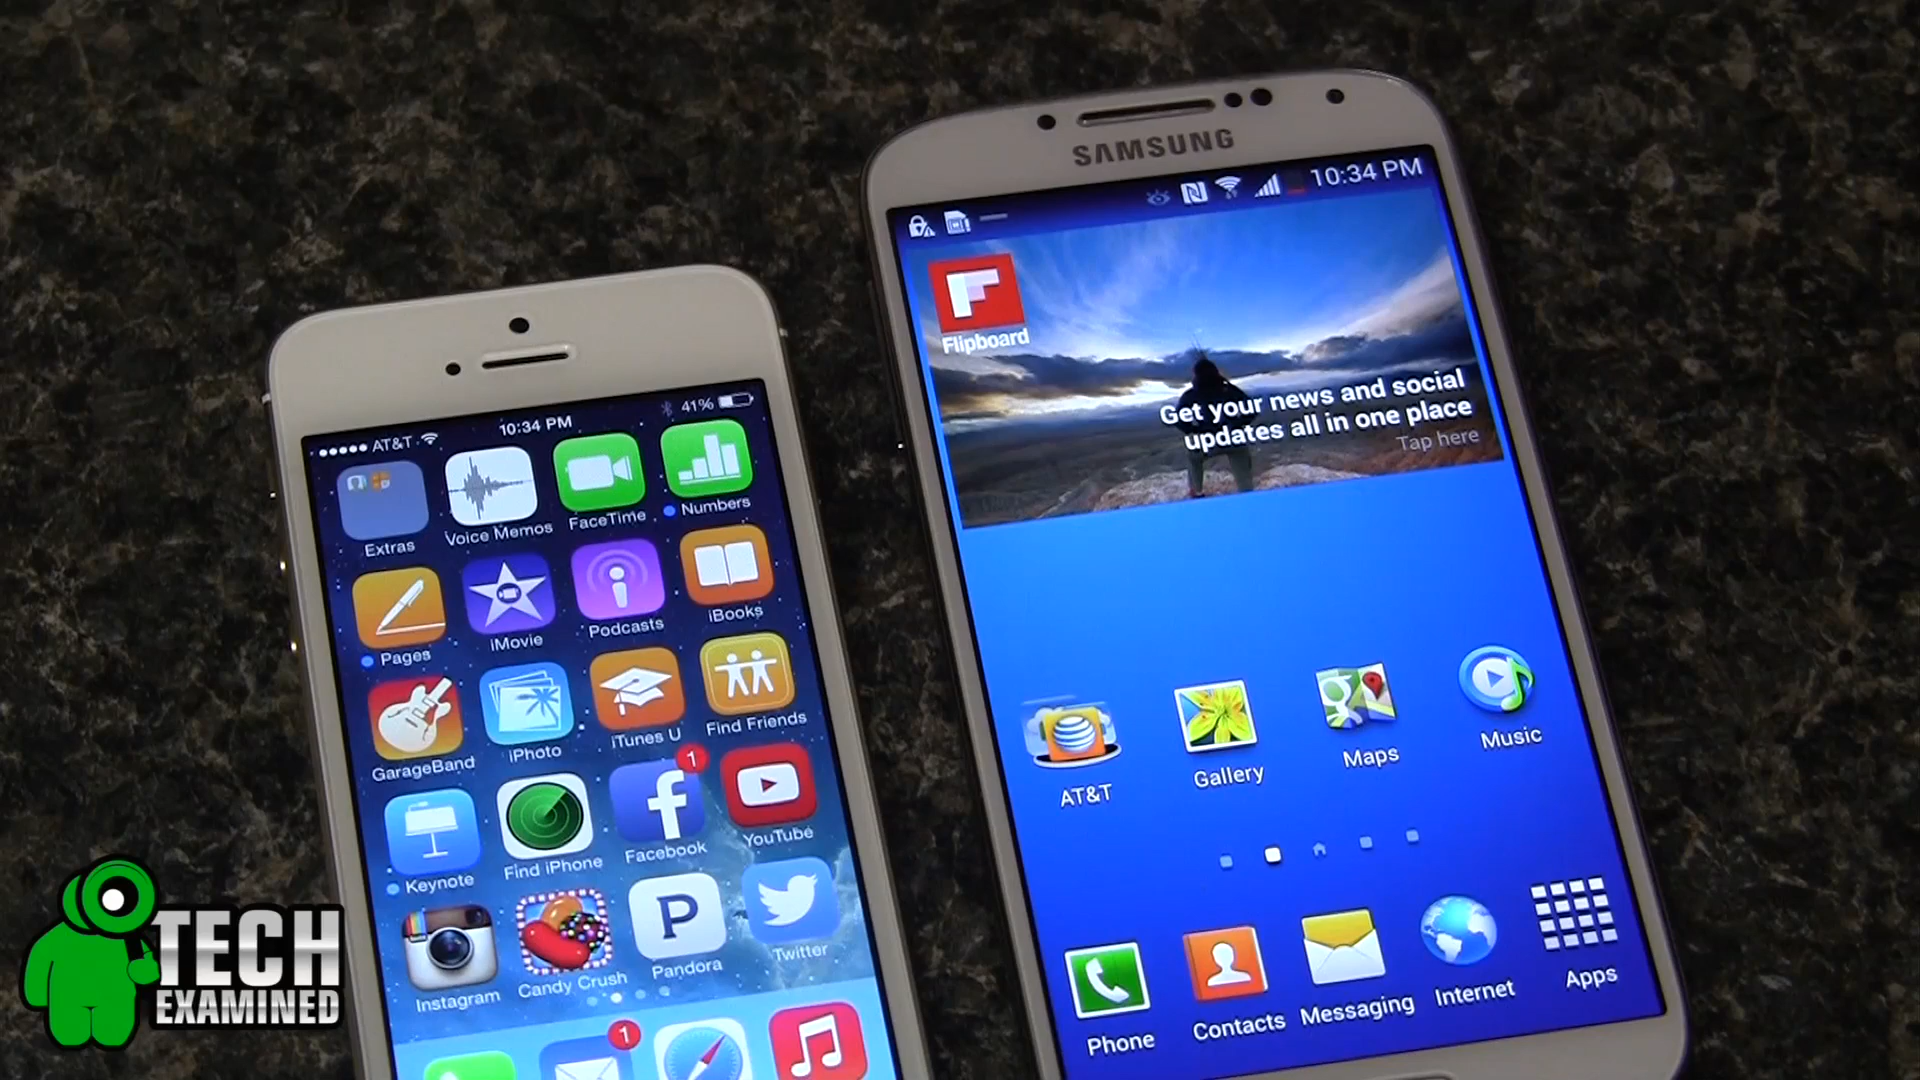 AT&T
10:34 PM
41%
Extras
Voice Memos
FaceTime
Numbers
Pages
iMovie
Podcasts
iBooks
GarageBand
iPhoto
iTunes U
Find Friends
Keynote
Find iPhone
1
Facebook
YouTube
Instagram
Candy Crush
P
Pandora
Twitter
1
SAMSUNG
10:34 PM
Flipboard
Get your news and social
updates all in one place
Tap here
AT&T
Gallery
Maps
Music
Phone
Contacts
Messaging
Internet
Apps
TECH
EXAMINED